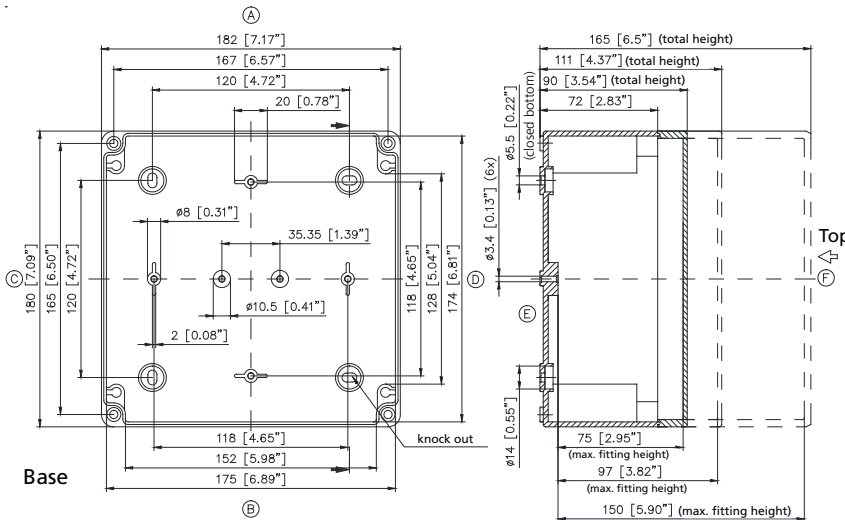 A
182 [7.17"]
167 [6.57"]
120 [4.72"]
20 [0.78"]
165 [6.5"] (total height)
111 [4.37"] (total height)
90 [3.54"] (total height)
72 [2.83"]
ø5.5 [0.22"]
(closed bottom)
ø3.4 [0.13"] (6x)
ø8 [0.31"]
35.35 [1.39"]
C
180 [7.09"]
165 [6.50"]
120 [4.72"]
118 [4.65"]
128 [5.04"]
174 [6.81"]
D
Top
F
E
ø10.5 [0.41"]
2 [0.08"]
ø14 [0.55"]
118 [4.65"]
knock out
152 [5.98"]
175 [6.89"]
Base
B
75 [2.95"]
(max. fitting height)
97 [3.82"]
(max. fitting height)
150 [5.90"] (max. fitting height)